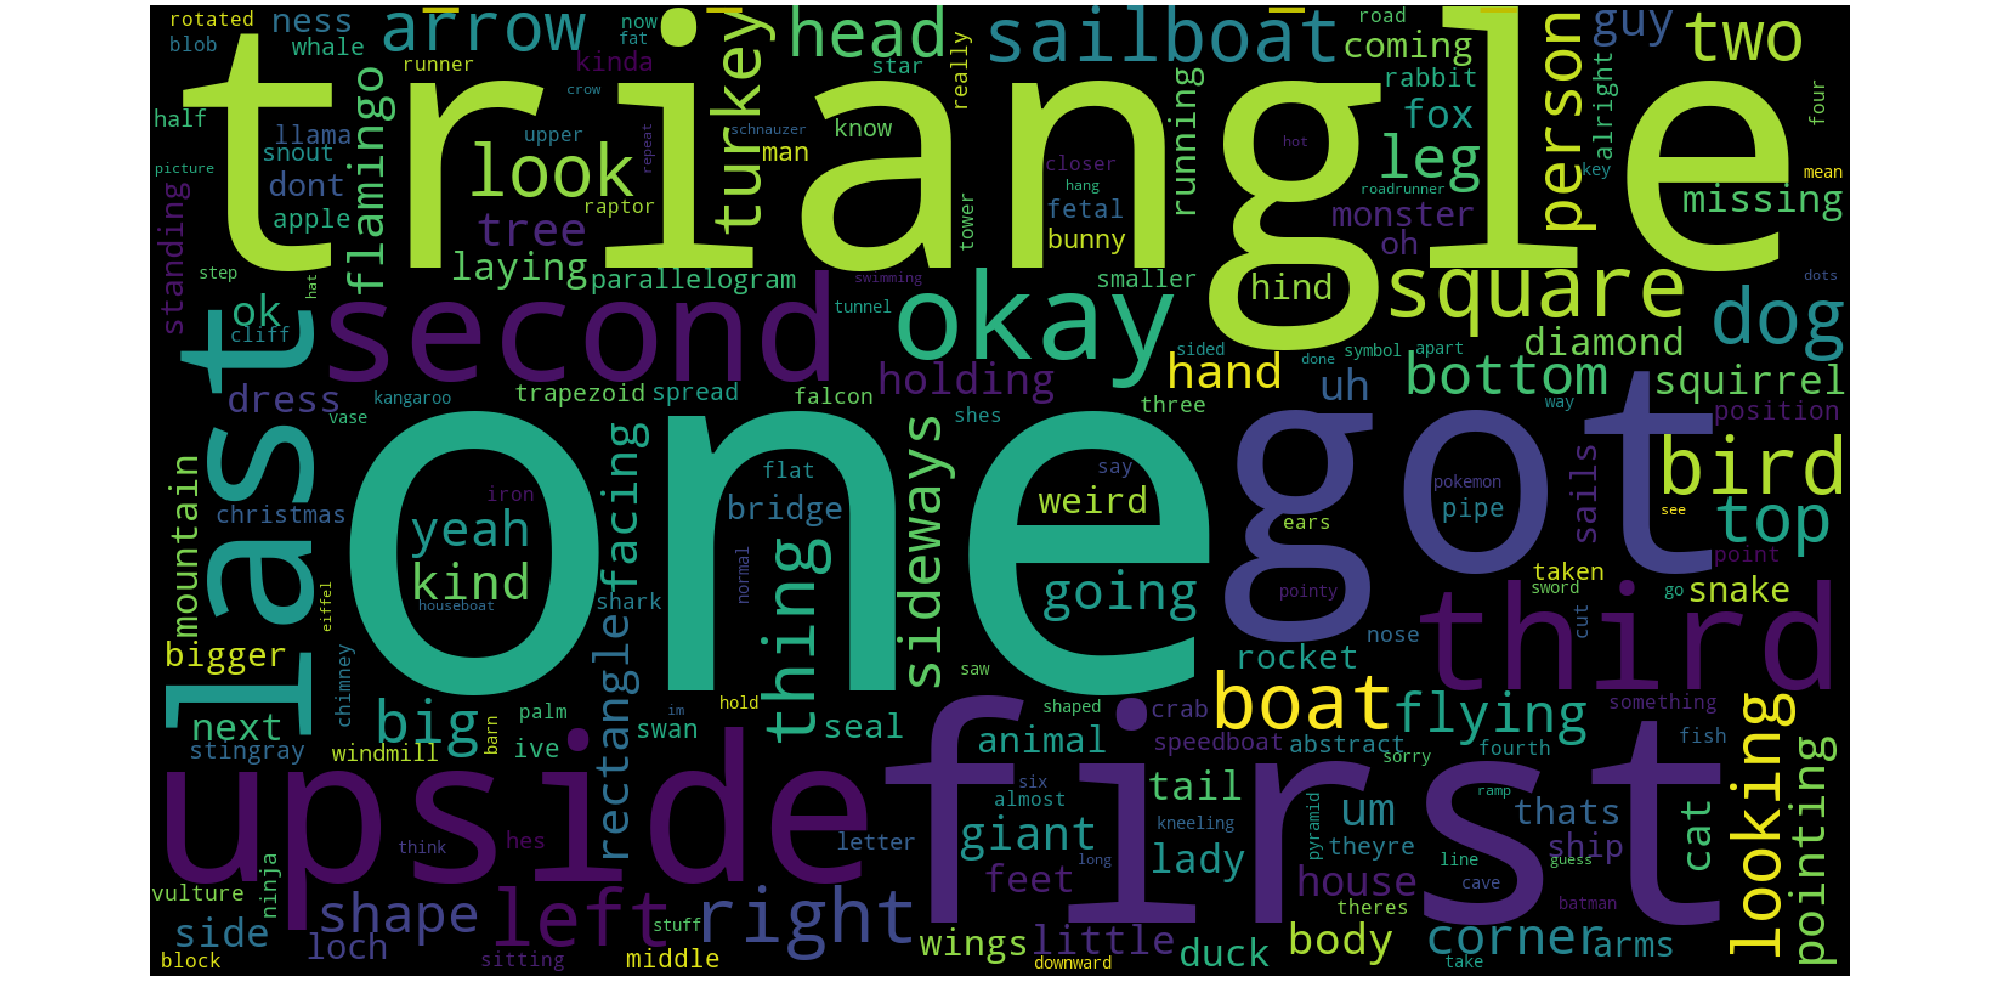 rotated
ness
arrow
head
sailboat
road
guy
two
now
blob
whale
fat
coming
person
runner
kinda
star
really
turkey
rabbit
crow
triangle
half
llama
flamingo
upper
schnauzer
know
running
fox
alright
four
look
repeat
man
hot
leg
snout
closer
picture
dont
hang
roadrunner
key
mean
missing
apple
tree
raptor
fetal
monster
standing
tower
bunny
oh
laying
step
parallelogram
swimming
smaller
hind
square
dots
hat
ok
second
tunnel
okay
dog
cliff
sided
done
symbol
apart
diamond
last
dress
kangaroo
trapezoid
spread
holding
hand
uh
bottom
squirrel
falcon
three
way
position
vase
shes
one
got
facing
sideways
bird
mountain
flat
say
pokemon
sails
iron
weird
christmas
bridge
pipe
see
top
yeah
ears
point
normal
thing
kind
going
taken
eiffel
houseboat
shark
pointy
sword
go
snake
third
cut
nose
bigger
rocket
chimney
saw
boat
big
palm
im
hold
shaped
crab
flying
something
next
swan
seal
stingray
windmill
barn
ive
rectangle
animal
speedboat
abstract
fourth
fish
sorry
looking
pointing
upside
first
six
tail
ramp
almost
um
thats
think
hes
letter
giant
kneeling
pyramid
theyre
ship
cat
lady
line
guess
long
vulture
ninja
feet
house
cave
theres
batman
shape
left
stuff
right
side
loch
wings
little
duck
body
corner
arms
block
sitting
middle
downward
take